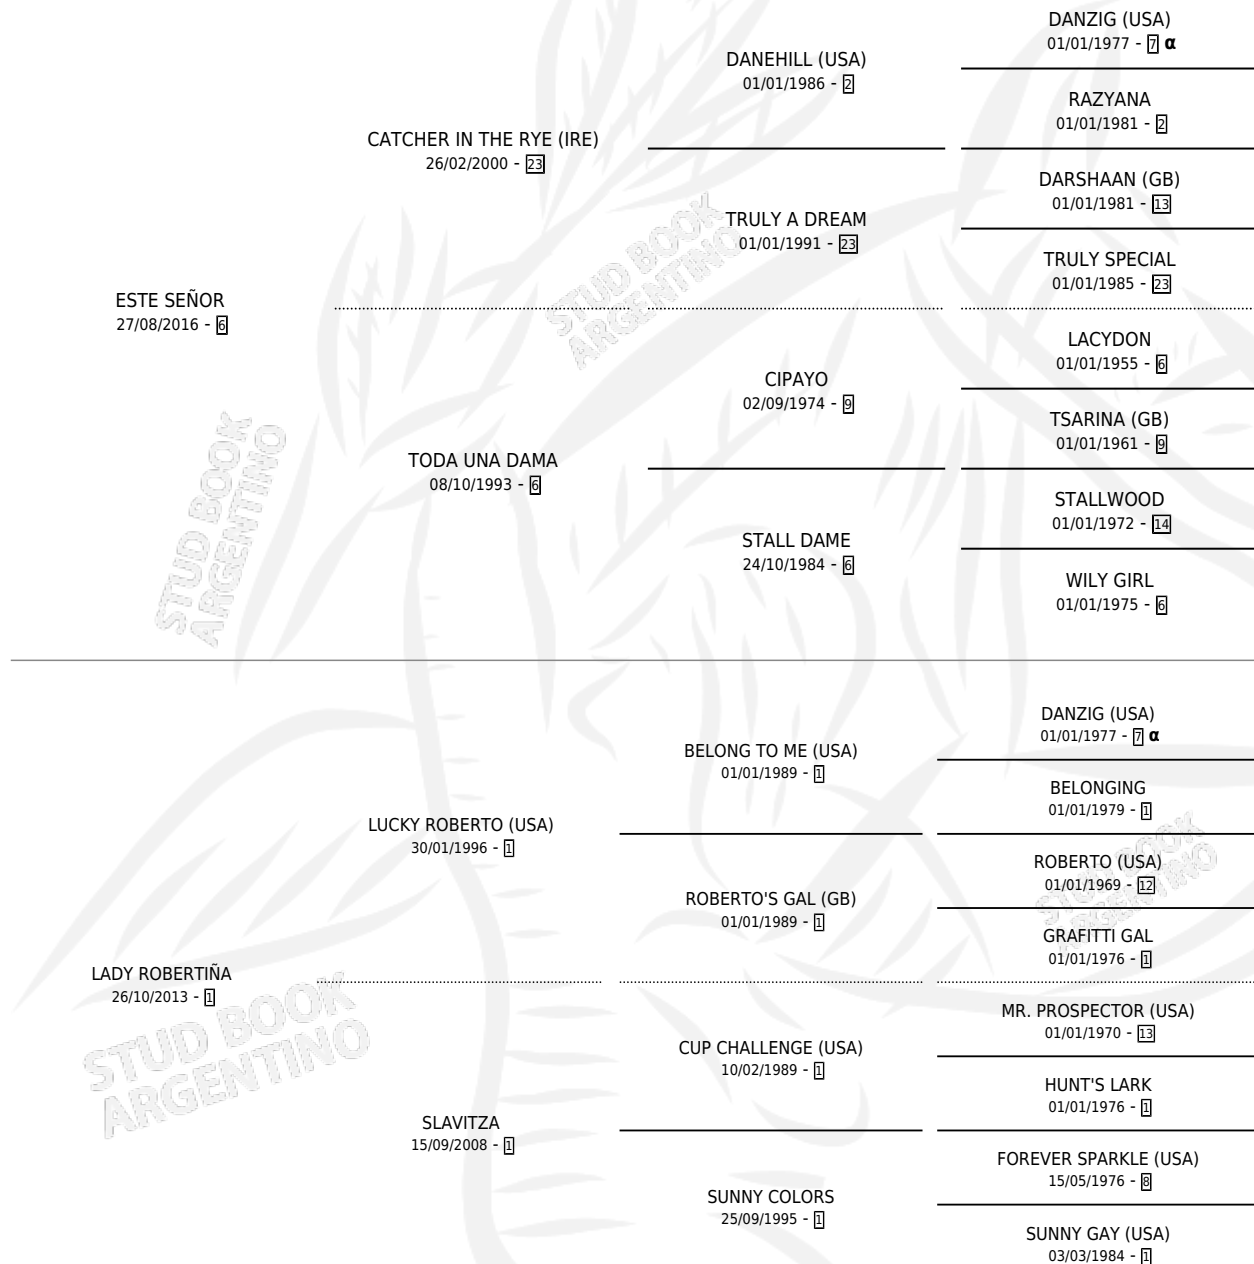 DANZIG (USA)
01/01/1977 - 7 α
DANEHILL (USA)
01/01/1986 - 2
RAZYANA
01/01/1981 - 2
CATCHER IN THE RYE (IRE)
26/02/2000 - 23
DARSHAAN (GB)
01/01/1981 - 13
TRULY A DREAM
01/01/1991 - 23
TRULY SPECIAL
01/01/1985 - 23
ESTE SEÑOR
27/08/2016 - 6
LACYDON
01/01/1955 - 6
CIPAYO
02/09/1974 - 9
TSARINA (GB)
01/01/1961 - 9
TODA UNA DAMA
08/10/1993 - 6
STALLWOOD
01/01/1972 - 14
STALL DAME
24/10/1984 - 6
WILY GIRL
01/01/1975 - 6
DANZIG (USA)
01/01/1977 - 7 α
BELONG TO ME (USA)
01/01/1989 - 1
BELONGING
01/01/1979 - 1
LUCKY ROBERTO (USA)
30/01/1996 - 1
ROBERTO (USA)
01/01/1969 - 12
ROBERTO'S GAL (GB)
01/01/1989 - 1
GRAFITTI GAL
01/01/1976 - 1
LADY ROBERTIÑA
26/10/2013 - 1
MR. PROSPECTOR (USA)
01/01/1970 - 13
CUP CHALLENGE (USA)
10/02/1989 - 1
HUNT'S LARK
01/01/1976 - 1
SLAVITZA
15/09/2008 - 1
FOREVER SPARKLE (USA)
15/05/1976 - 8
SUNNY COLORS
25/09/1995 - 1
SUNNY GAY (USA)
03/03/1984 - 1
STUD BOOK
ARGENTINO
STUD BOOK
ARGENTINO
STUD BOOK
ARGENTINO
STUD BOOK
ARGENTINO